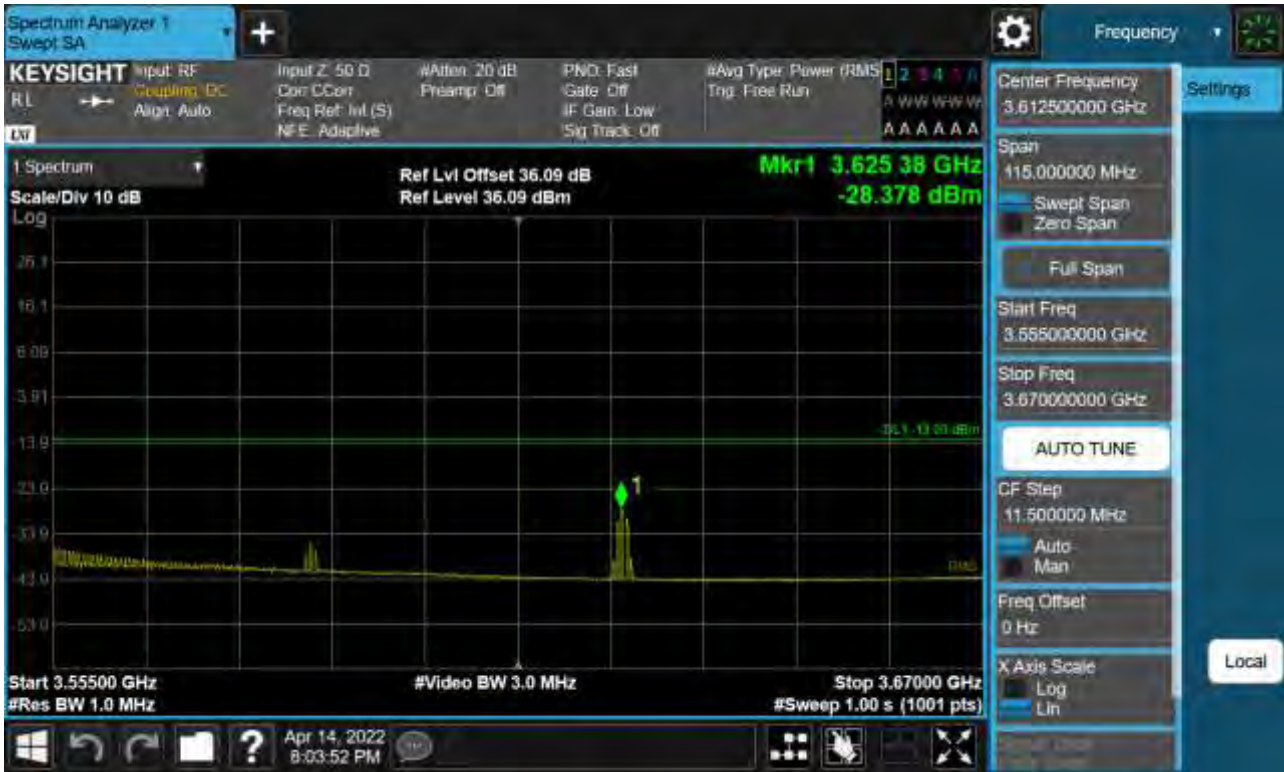 Spectrum Analyzer 1
Swept SA
Frequency
KEYSIGHT
RL
LXI
Input: RF
Coupling: DC
Align: Auto
Input Z: 50 Ω
Corr CCorr
Freq Ref: Int (S)
NFE: Adaptive
#Atten: 20 dB
Preamp: Off
PNO: Fast
Gate: Off
IF Gain: Low
Sig Track: Off
#Avg Type: Power (RMS
Trig: Free Run
1 2 3 4 5 6
A W W W W W
A A A A A A
1 Spectrum
Scale/Div 10 dB
Log
Ref Lvl Offset 36.09 dB
Ref Level 36.09 dBm
Mkr1 3.625 38 GHz
-28.378 dBm
26.1
16.1
6.09
-3.91
-13.9
DL1 -13.00 dBm
1
-23.9
-33.9
-43.9
RMS
-53.9
Start 3.55500 GHz
#Res BW 1.0 MHz
#Video BW 3.0 MHz
Stop 3.67000 GHz
#Sweep 1.00 s (1001 pts)
Apr 14, 2022
8:03:52 PM
Center Frequency
3.612500000 GHz
Settings
Span
115.000000 MHz
Swept Span
Zero Span
Full Span
Start Freq
3.555000000 GHz
Stop Freq
3.670000000 GHz
AUTO TUNE
CF Step
11.500000 MHz
Auto
Man
Freq Offset
0 Hz
X Axis Scale
Log
Lin
Local